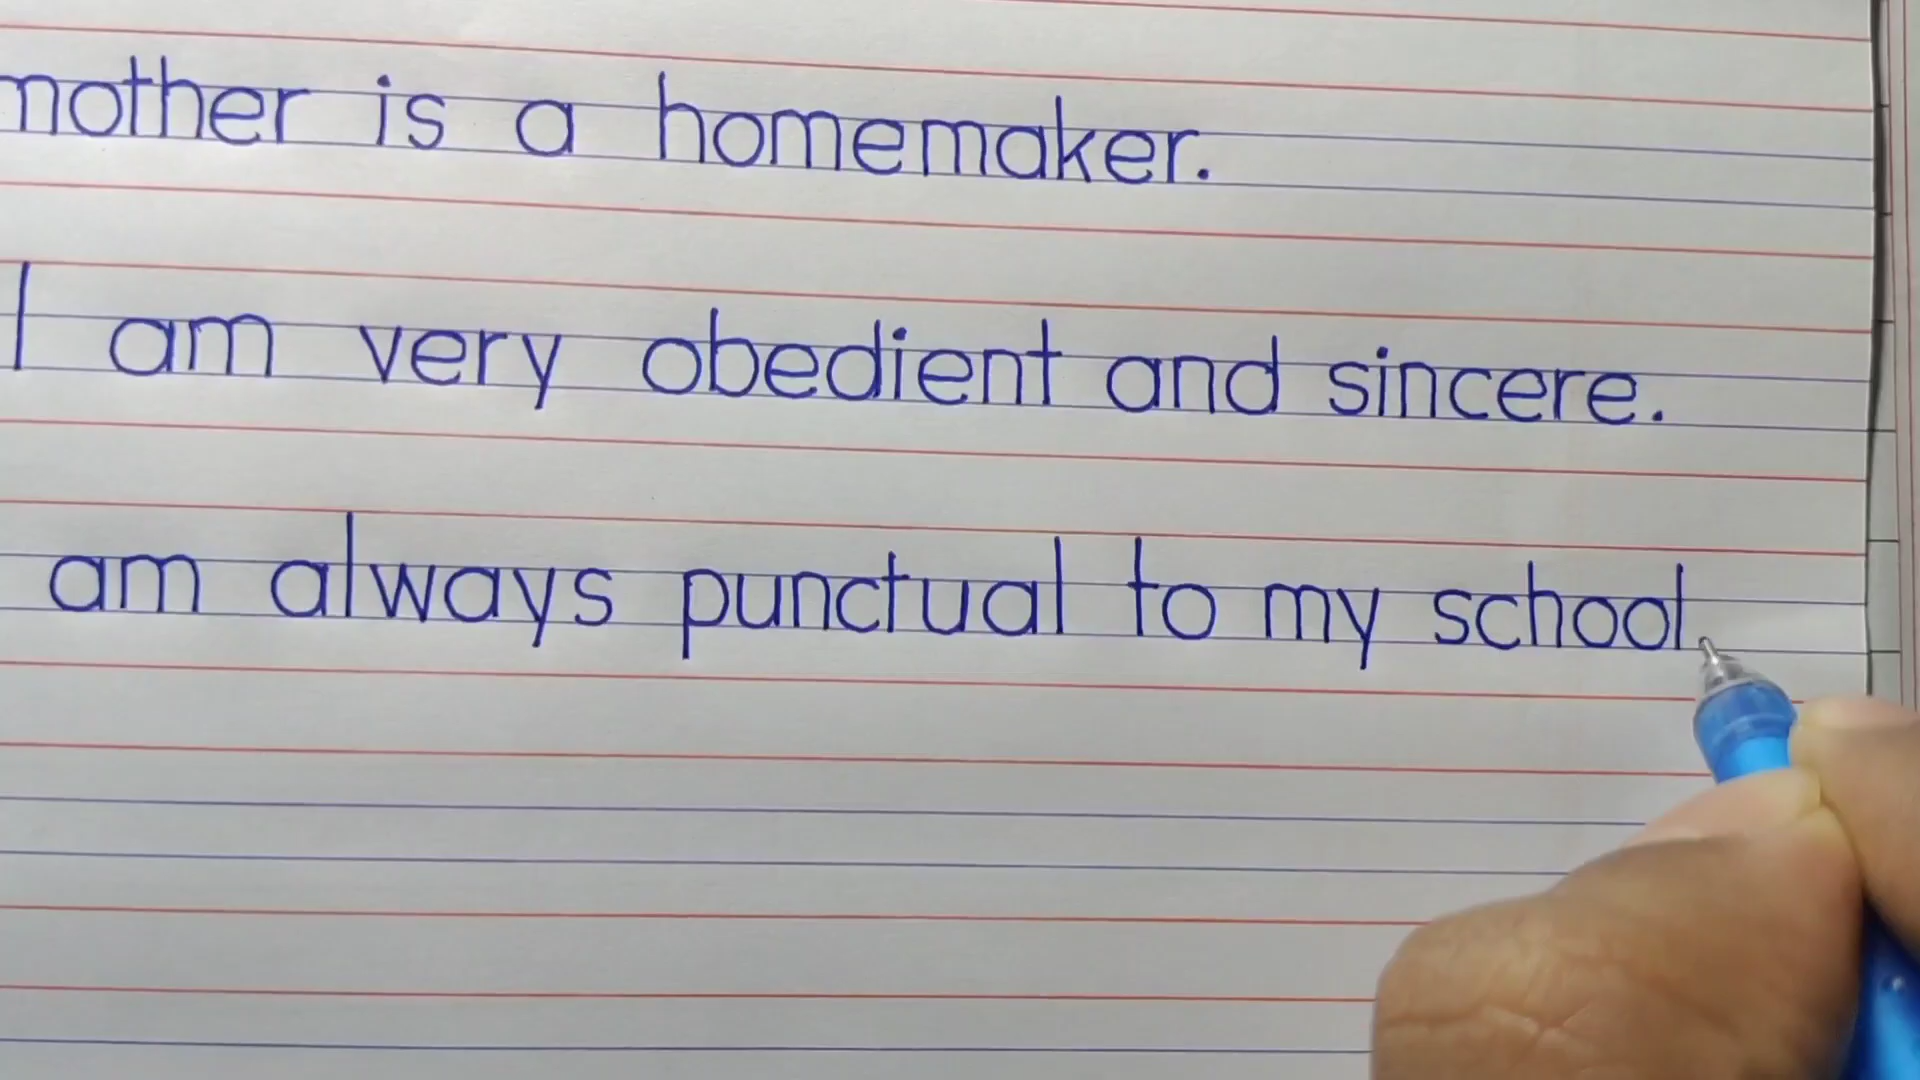 mother is a homemaker.
I am very obedient and sincere.
am always punctual to my school.